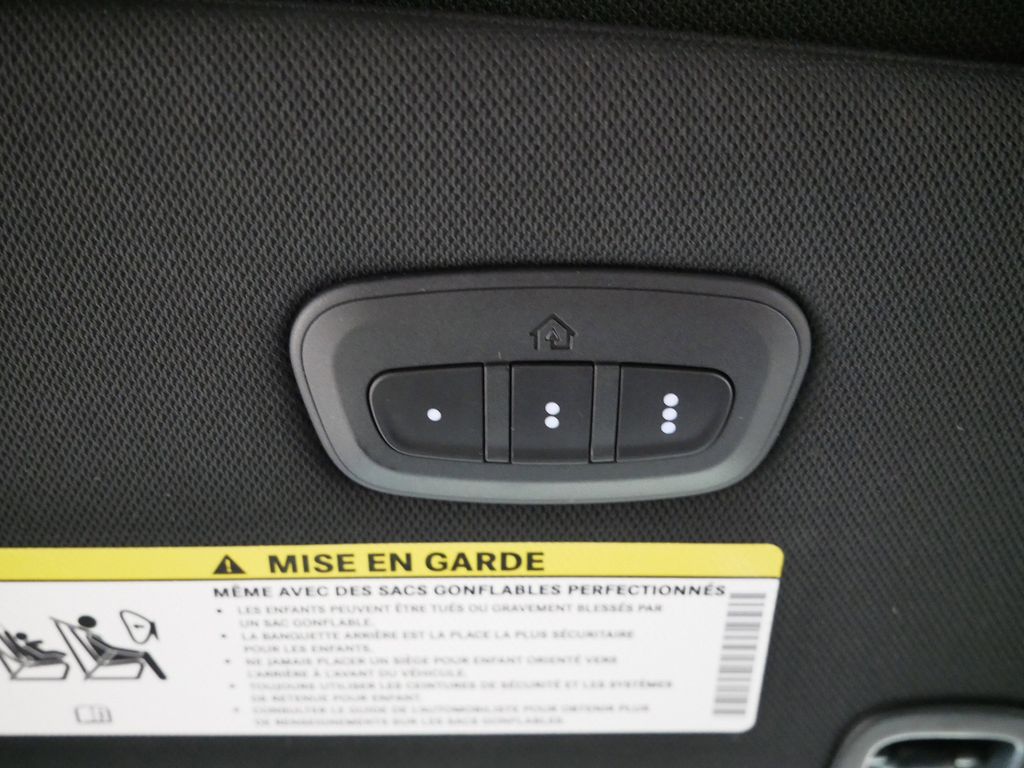 MISE EN GARDE
MÊME AVEC DES SACS GONFLABLES PERFECTIONNÉS
• LES ENFANTS PEUVENT ÊTRE TUÉS OU GRAVEMENT BLESSÉS PAR
UN SAC GONFLABLE.
• LA BANQUETTE ARRIÈRE EST LA PLACE LA PLUS SÉCURITAIRE
POUR LES ENFANTS.
• NE JAMAIS PLACER UN SIÈGE POUR ENFANT ORIENTÉ VERS
L'ARRIÈRE À L'AVANT DU VÉHICULE.
• TOUJOURS UTILISER LES CEINTURES DE SÉCURITÉ ET LES SYSTÈMES
DE RETENUE POUR ENFANT.
• CONSULTER LE GUIDE DE L'AUTOMOBILISTE POUR OBTENIR PLUS
DE RENSEIGNEMENTS SUR LES SACS GONFLABLES.